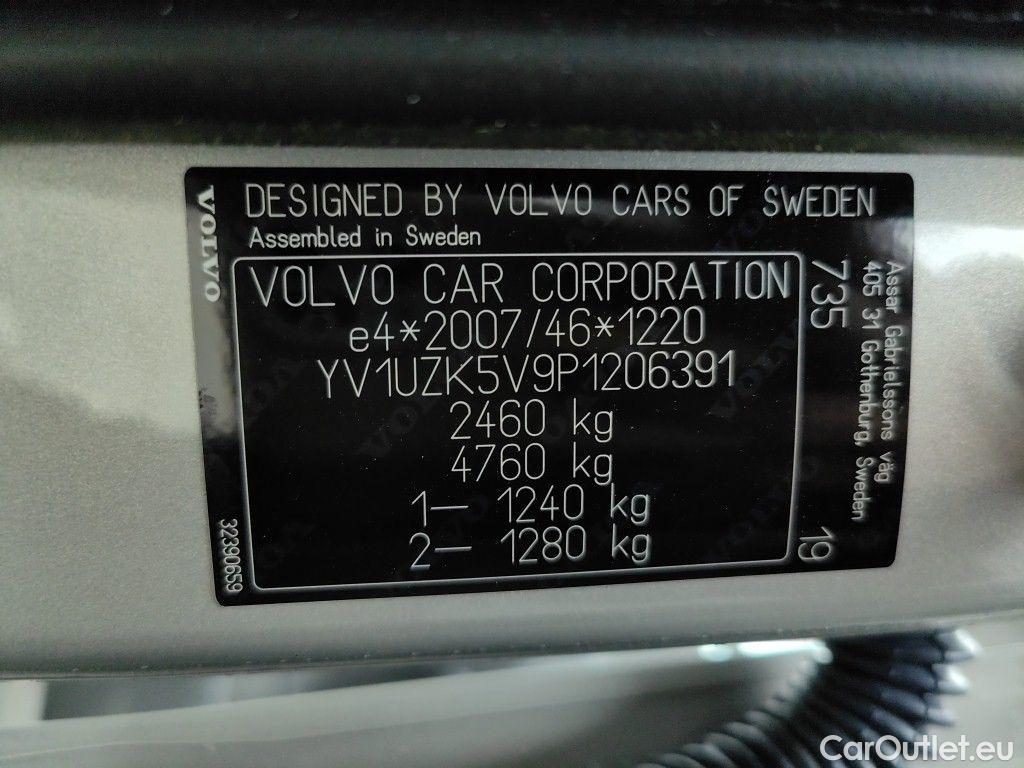 VOLVO
DESIGNED BY VOLVO CARS OF SWEDEN
Assembled in Sweden
VOLVO CAR CORPORATION
e4*2007/46*1220
YV1UZK5V9P1206391
2460 kg
4760 kg
1— 1240 kg
2— 1280 kg
Assar Gabrielssons väg
405 31 Gothenburg, Sweden
735
19
32390659
CarOutlet.eu